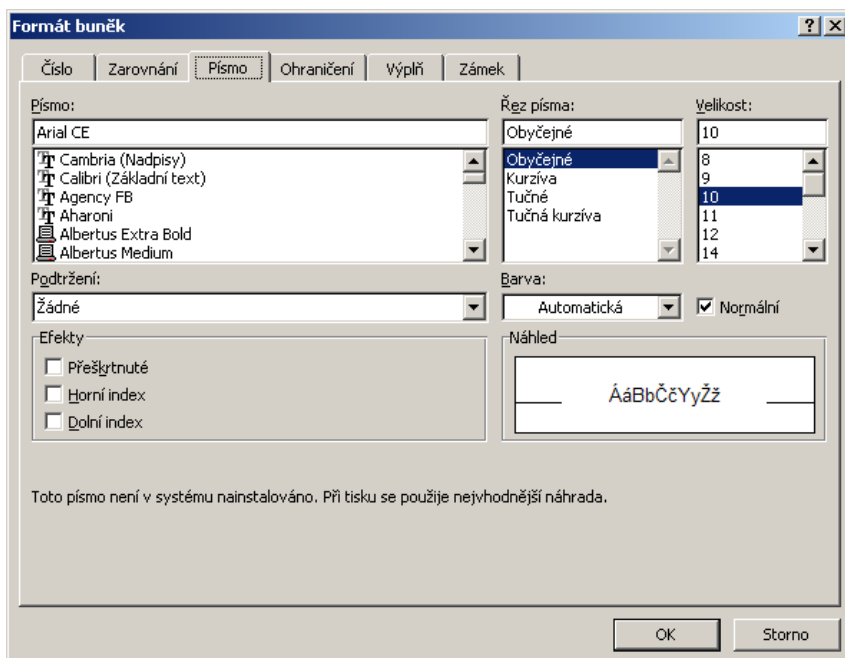 Formát buněk
Číslo Zarovnání Písmo Ohraničení Výplň Zámek
Písmo: Řez písma: Velikost:
Arial CE Obyčejné 10
Cambria (Nadpisy) Obyčejné 8
Calibri (Základní text) Kurzíva 9
Agency FB Tučné 10
Aharoni Tučná kurzíva 11
Albertus Extra Bold 12
Albertus Medium 14
Podtržení: Barva:
Žádné Automatická Normální
Efekty Náhled
Přeškrtnuté
Horní index ÁáBbČčYyŽž
Dolní index
Toto písmo není v systému nainstalováno. Při tisku se použije nejvhodnější náhrada.
OK Storno